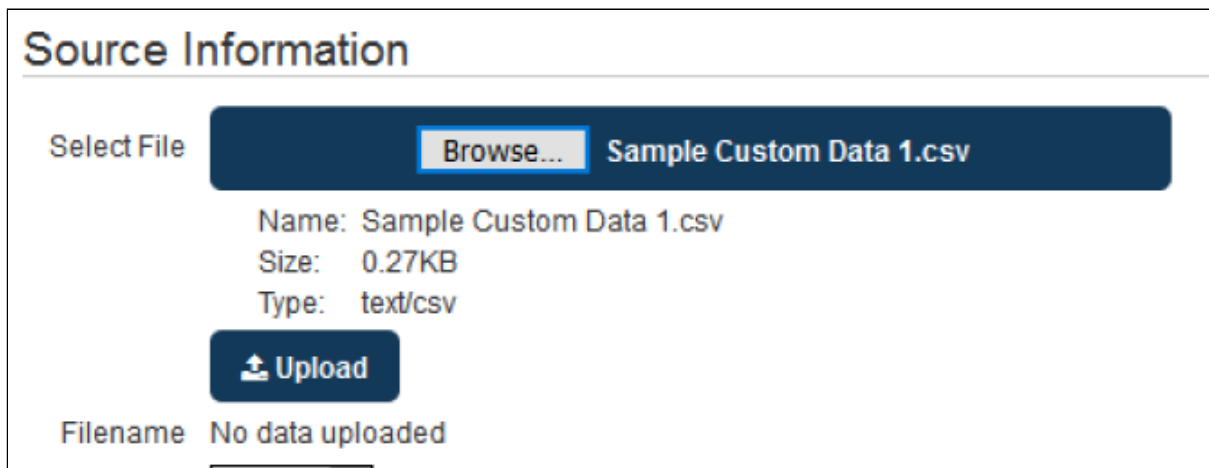 Source Information
Select File Browse... Sample Custom Data 1.csv
Name: Sample Custom Data 1.csv
Size: 0.27KB
Type: text/csv
Upload
Filename No data uploaded